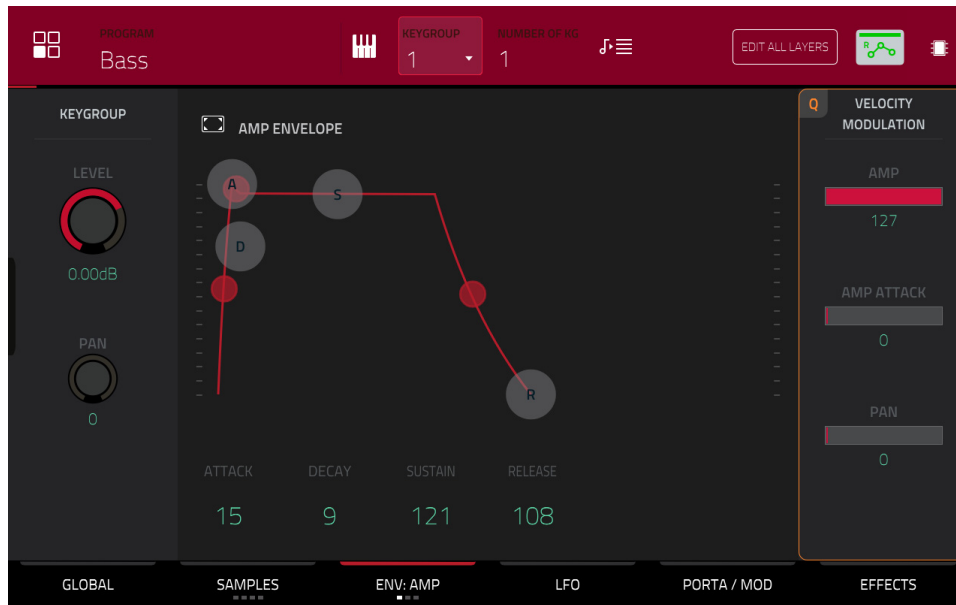 PROGRAM
Bass
KEYGROUP
1
NUMBER OF KG
1
EDIT ALL LAYERS
R
KEYGROUP
LEVEL
0.00dB
PAN
0
AMP ENVELOPE
A
S
D
R
ATTACK
DECAY
SUSTAIN
RELEASE
15
9
121
108
Q
VELOCITY
MODULATION
AMP
127
AMP ATTACK
0
PAN
0
GLOBAL
SAMPLES
ENV: AMP
LFO
PORTA / MOD
EFFECTS